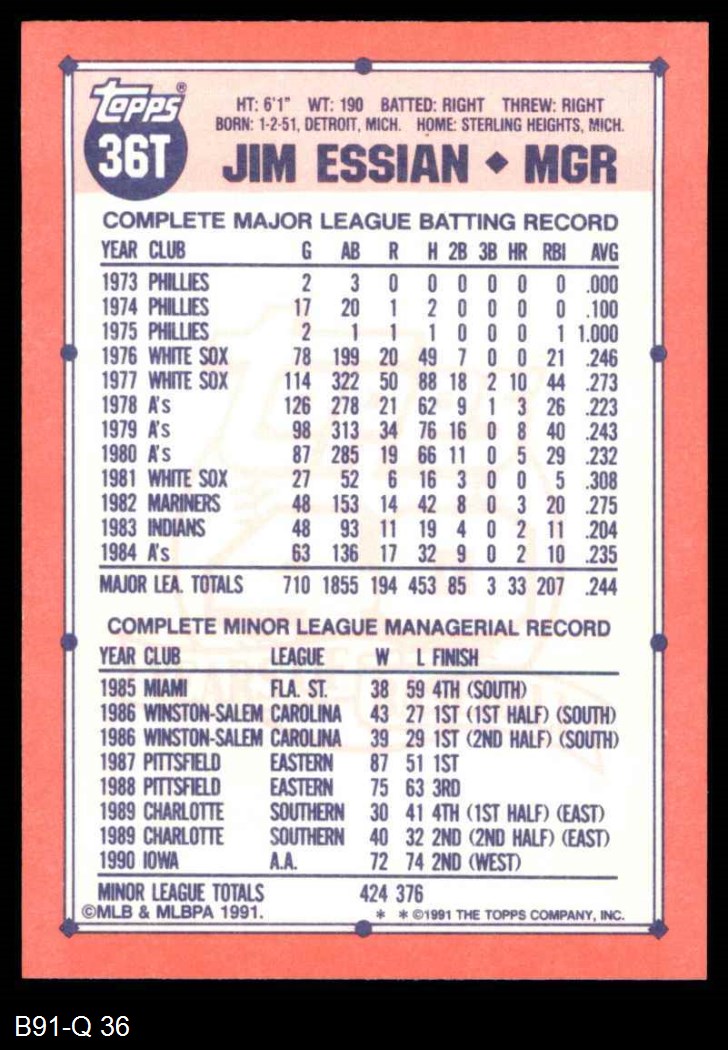 topps®
36T
HT: 6'1" WT: 190 BATTED: RIGHT THREW: RIGHT
BORN: 1-2-51, DETROIT, MICH. HOME: STERLING HEIGHTS, MICH.
JIM ESSIAN ◆ MGR
COMPLETE MAJOR LEAGUE BATTING RECORD
YEAR CLUB G AB R H 2B 3B HR RBI AVG
1973 PHILLIES 2 3 0 0 0 0 0 0 .000
1974 PHILLIES 17 20 1 2 0 0 0 0 .100
1975 PHILLIES 2 1 1 1 0 0 0 1 1.000
1976 WHITE SOX 78 199 20 49 7 0 0 21 .246
1977 WHITE SOX 114 322 50 88 18 2 10 44 .273
1978 A's 126 278 21 62 9 1 3 26 .223
1979 A's 98 313 34 76 16 0 8 40 .243
1980 A's 87 285 19 66 11 0 5 29 .232
1981 WHITE SOX 27 52 6 16 3 0 0 5 .308
1982 MARINERS 48 153 14 42 8 0 3 20 .275
1983 INDIANS 48 93 11 19 4 0 2 11 .204
1984 A's 63 136 17 32 9 0 2 10 .235
MAJOR LEA. TOTALS 710 1855 194 453 85 3 33 207 .244
COMPLETE MINOR LEAGUE MANAGERIAL RECORD
YEAR CLUB LEAGUE W L FINISH
1985 MIAMI FLA. ST. 38 59 4TH (SOUTH)
1986 WINSTON-SALEM CAROLINA 43 27 1ST (1ST HALF) (SOUTH)
1986 WINSTON-SALEM CAROLINA 39 29 1ST (2ND HALF) (SOUTH)
1987 PITTSFIELD EASTERN 87 51 1ST
1988 PITTSFIELD EASTERN 75 63 3RD
1989 CHARLOTTE SOUTHERN 30 41 4TH (1ST HALF) (EAST)
1989 CHARLOTTE SOUTHERN 40 32 2ND (2ND HALF) (EAST)
1990 IOWA A.A. 72 74 2ND (WEST)
MINOR LEAGUE TOTALS 424 376
©MLB & MLBPA 1991. * * ©1991 THE TOPPS COMPANY, INC.
B91-Q 36